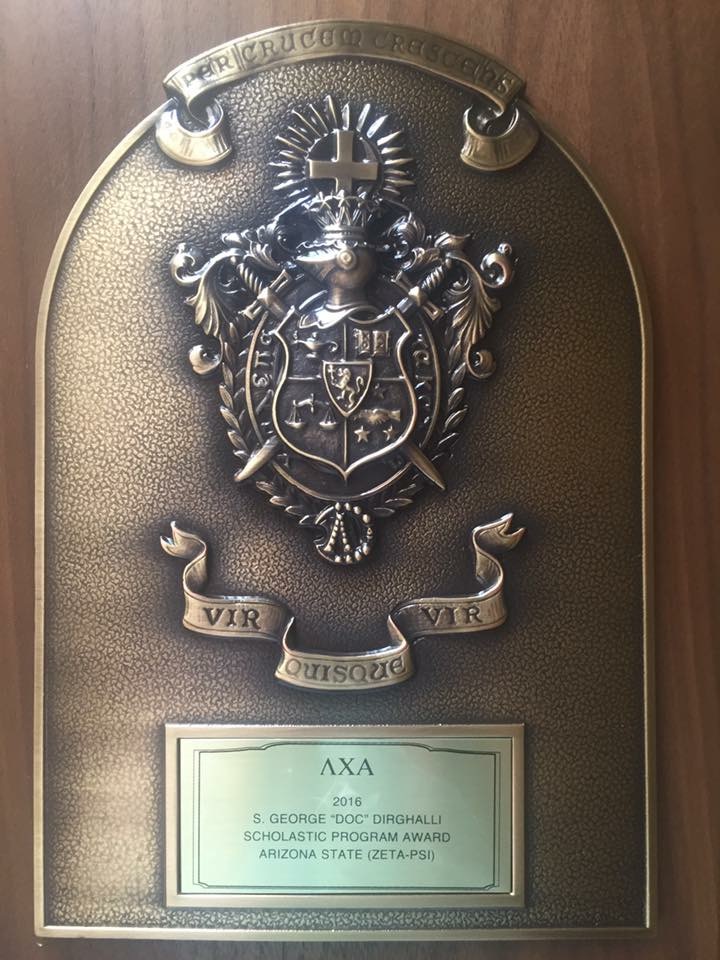 PER CRUCEM CRESCENS
VIR QUISQUE VIR
ΛΧΑ
2016
S. GEORGE “DOC” DIRGHALLI
SCHOLASTIC PROGRAM AWARD
ARIZONA STATE (ZETA-PSI)